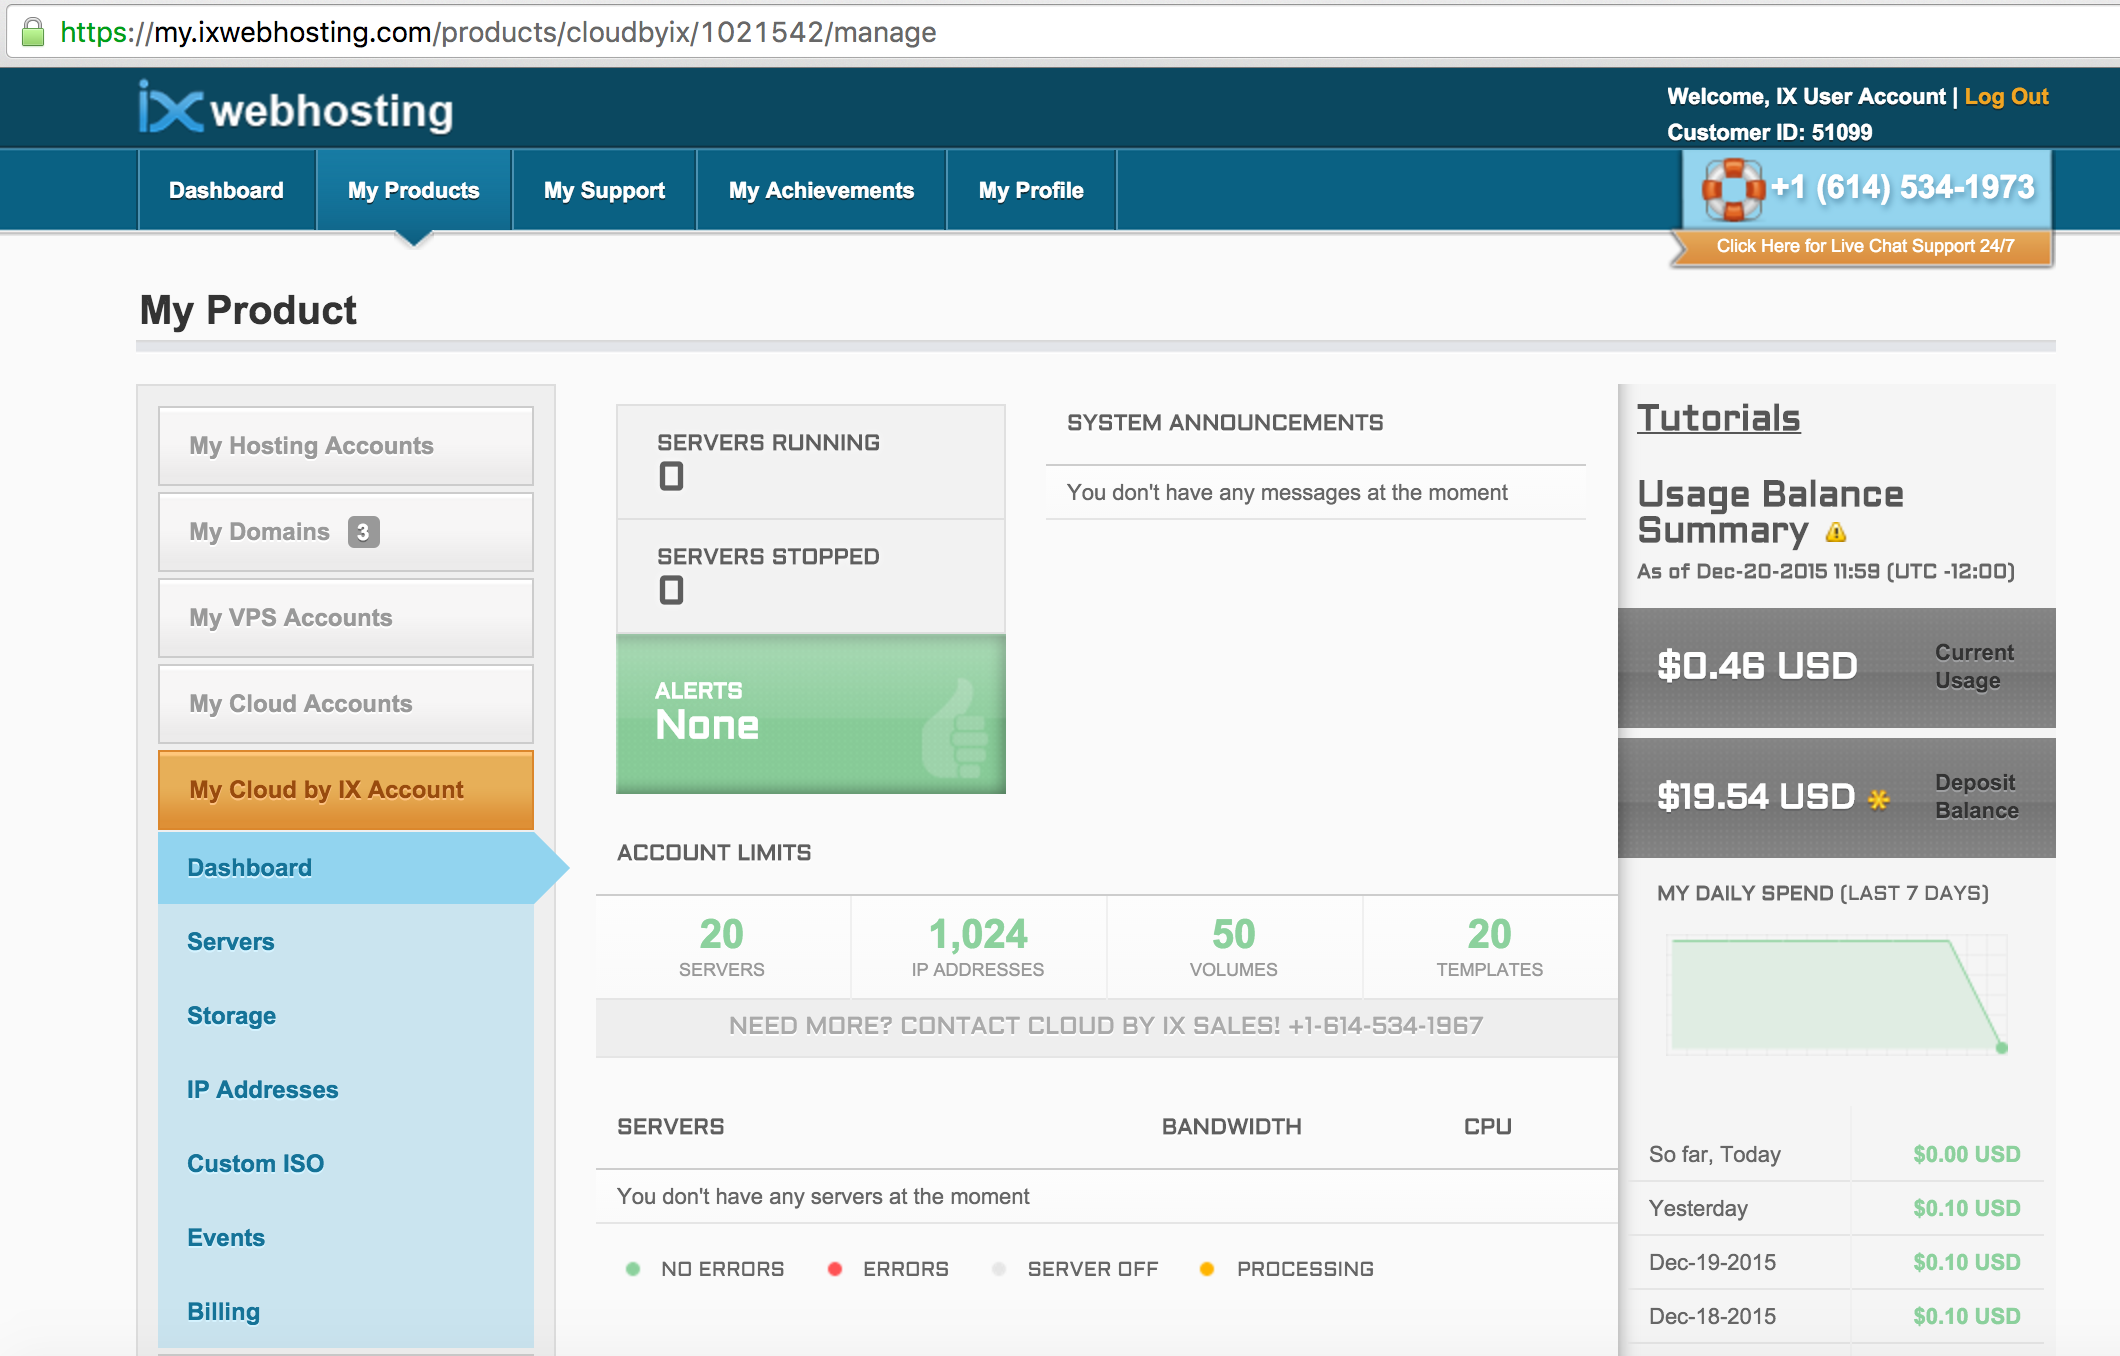 https://my.ixwebhosting.com/products/cloudbyix/1021542/manage
ix webhosting
Welcome, IX User Account | Log Out
Customer ID: 51099
Dashboard
My Products
My Support
My Achievements
My Profile
+1 (614) 534-1973
Click Here for Live Chat Support 24/7
My Product
My Hosting Accounts
My Domains 3
My VPS Accounts
My Cloud Accounts
My Cloud by IX Account
Dashboard
Servers
Storage
IP Addresses
Custom ISO
Events
Billing
SERVERS RUNNING
0
SERVERS STOPPED
0
ALERTS
None
SYSTEM ANNOUNCEMENTS
You don't have any messages at the moment
ACCOUNT LIMITS
20
SERVERS
1,024
IP ADDRESSES
50
VOLUMES
20
TEMPLATES
NEED MORE? CONTACT CLOUD BY IX SALES! +1-614-534-1967
SERVERS
BANDWIDTH
CPU
You don't have any servers at the moment
NO ERRORS
ERRORS
SERVER OFF
PROCESSING
Tutorials
Usage Balance
Summary
As of Dec-20-2015 11:59 (UTC -12:00)
$0.46 USD
Current
Usage
$19.54 USD *
Deposit
Balance
MY DAILY SPEND (LAST 7 DAYS)
So far, Today $0.00 USD
Yesterday $0.10 USD
Dec-19-2015 $0.10 USD
Dec-18-2015 $0.10 USD